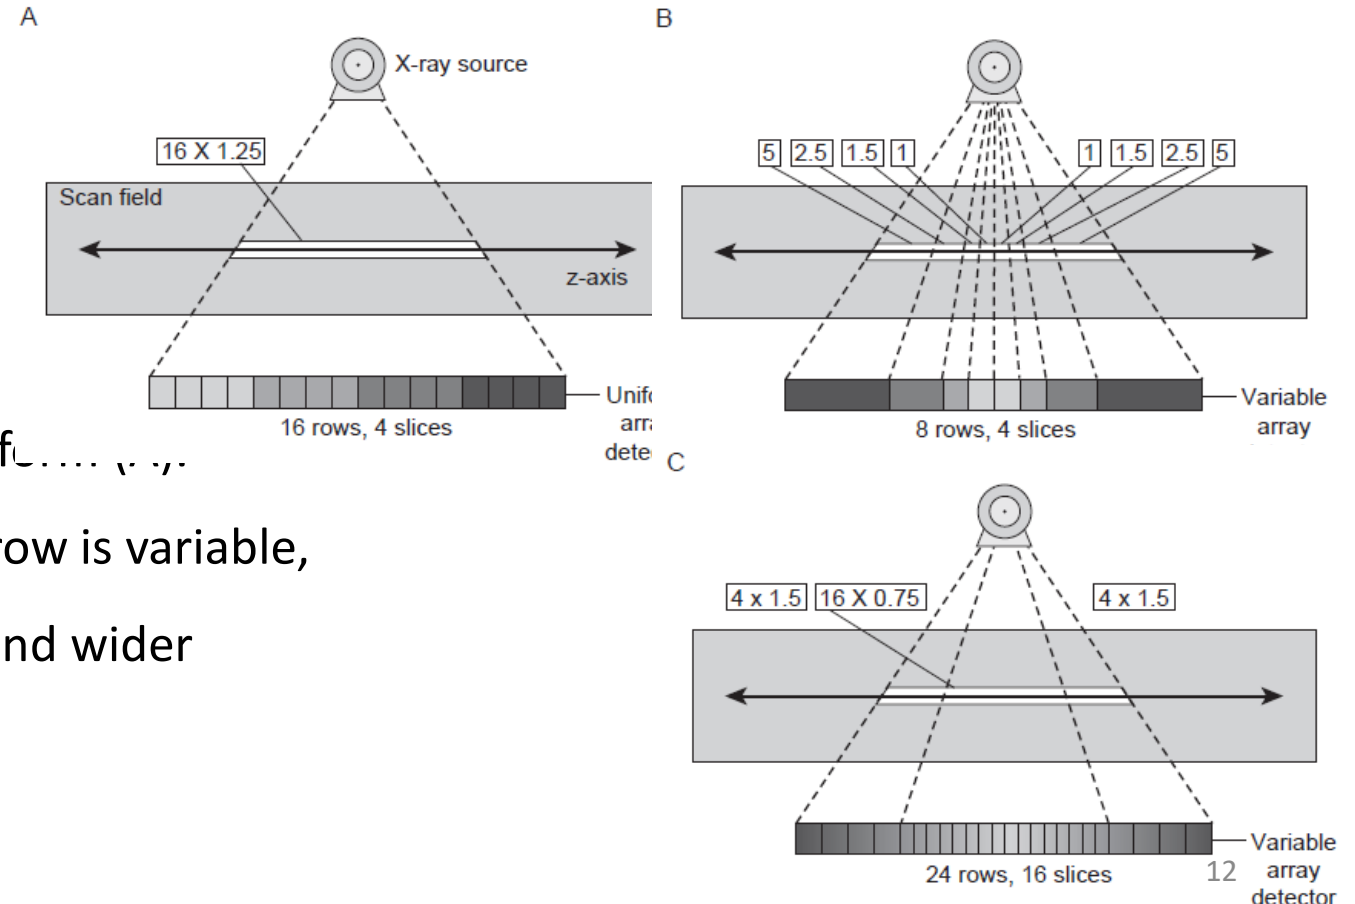 A
X-ray source
16 X 1.25
Scan field
z-axis
16 rows, 4 slices
B
5 2.5 1.5 1 1 1.5 2.5 5
8 rows, 4 slices
Variable
array
C
4 x 1.5 16 X 0.75 4 x 1.5
24 rows, 16 slices
Variable
array
detector
12
row is variable,
nd wider